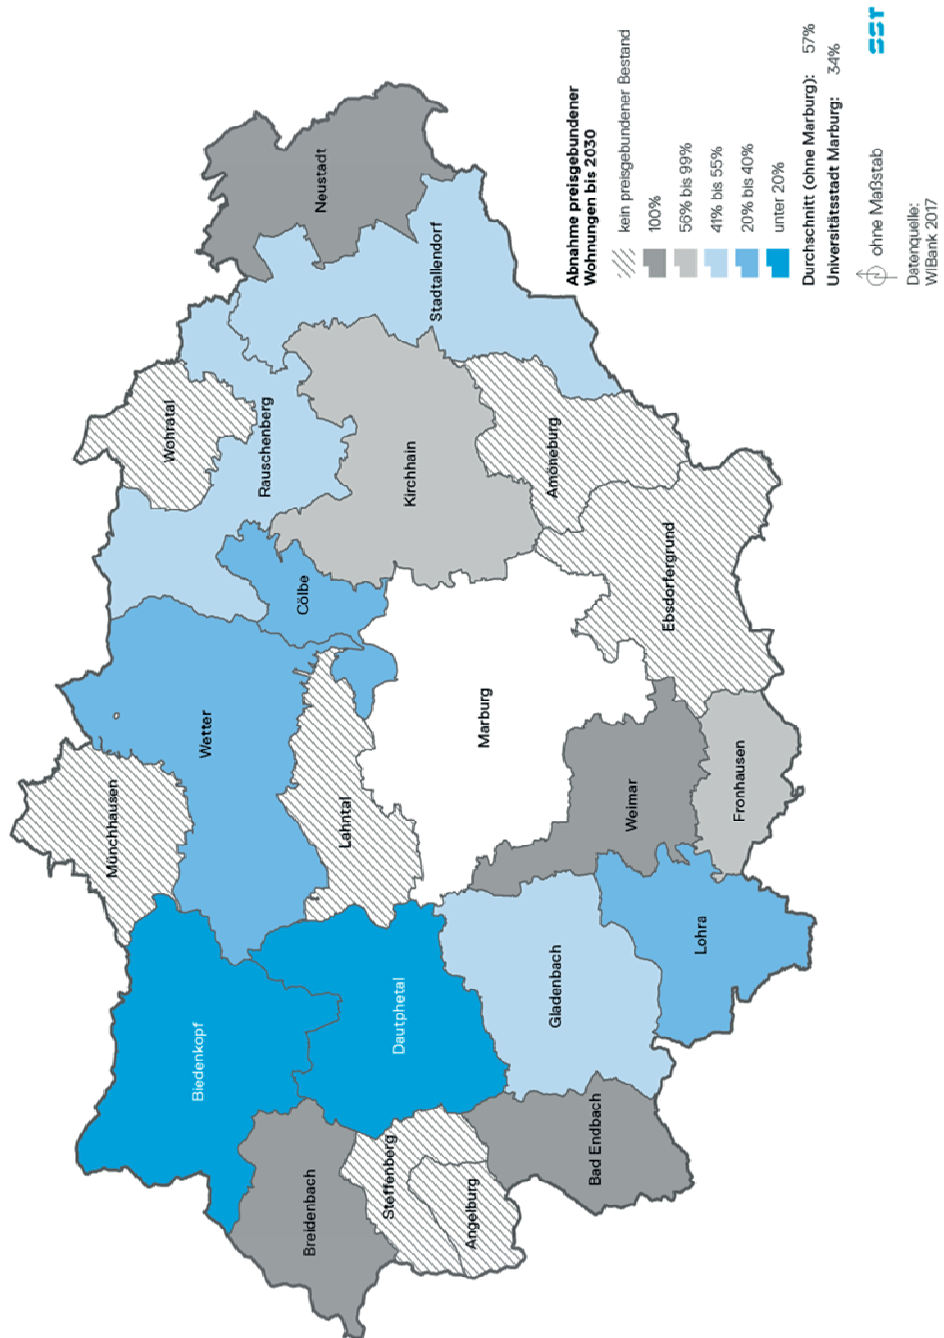 Münchhausen
Wohratal
Neustadt
Biedenkopf
Wetter
Rauschenberg
Stadtallendorf
Cölbe
Breidenbach
Lahntal
Kirchhain
Dautphetal
Steffenberg
Marburg
Amöneburg
Angelburg
Gladenbach
Bad Endbach
Weimar
Ebsdorfergrund
Lohra
Fronhausen
Abnahme preisgebundener
Wohnungen bis 2030
kein preisgebundener Bestand
100%
56% bis 99%
41% bis 55%
20% bis 40%
unter 20%
Durchschnitt (ohne Marburg): 57%
Universitätsstadt Marburg: 34%
ohne Maßstab
Datenquelle:
WIBank 2017
SST